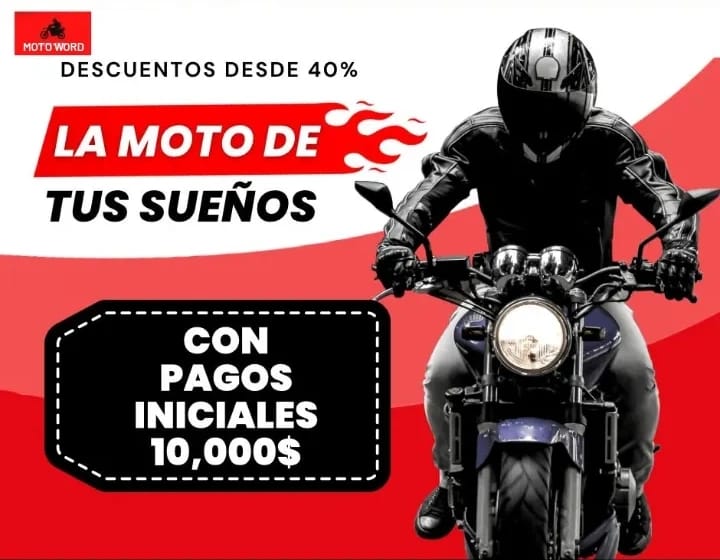 MOTO WORD
DESCUENTOS DESDE 40%
LA MOTO DE
TUS SUEÑOS
CON
PAGOS
INICIALES
10,000$